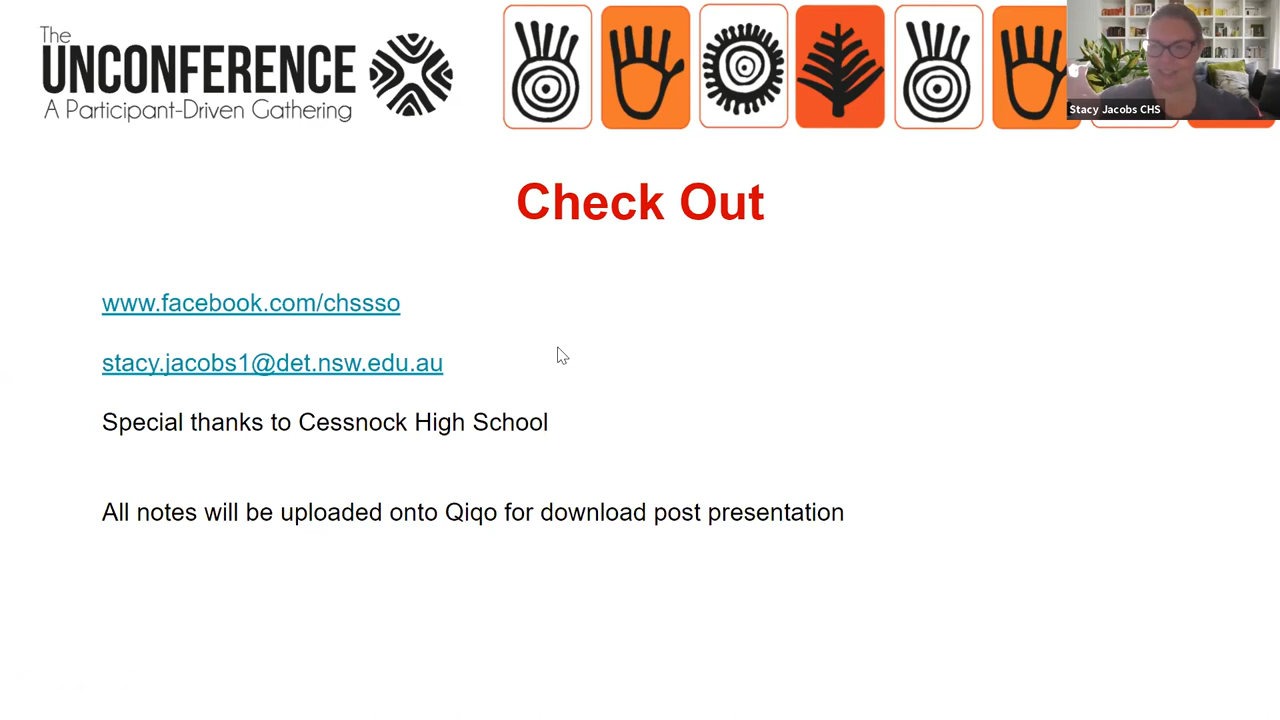 The
UNCONFERENCE
A Participant-Driven Gathering
Stacy Jacobs CHS
Check Out
www.facebook.com/chssso
stacy.jacobs1@det.nsw.edu.au
Special thanks to Cessnock High School
All notes will be uploaded onto Qiqo for download post presentation